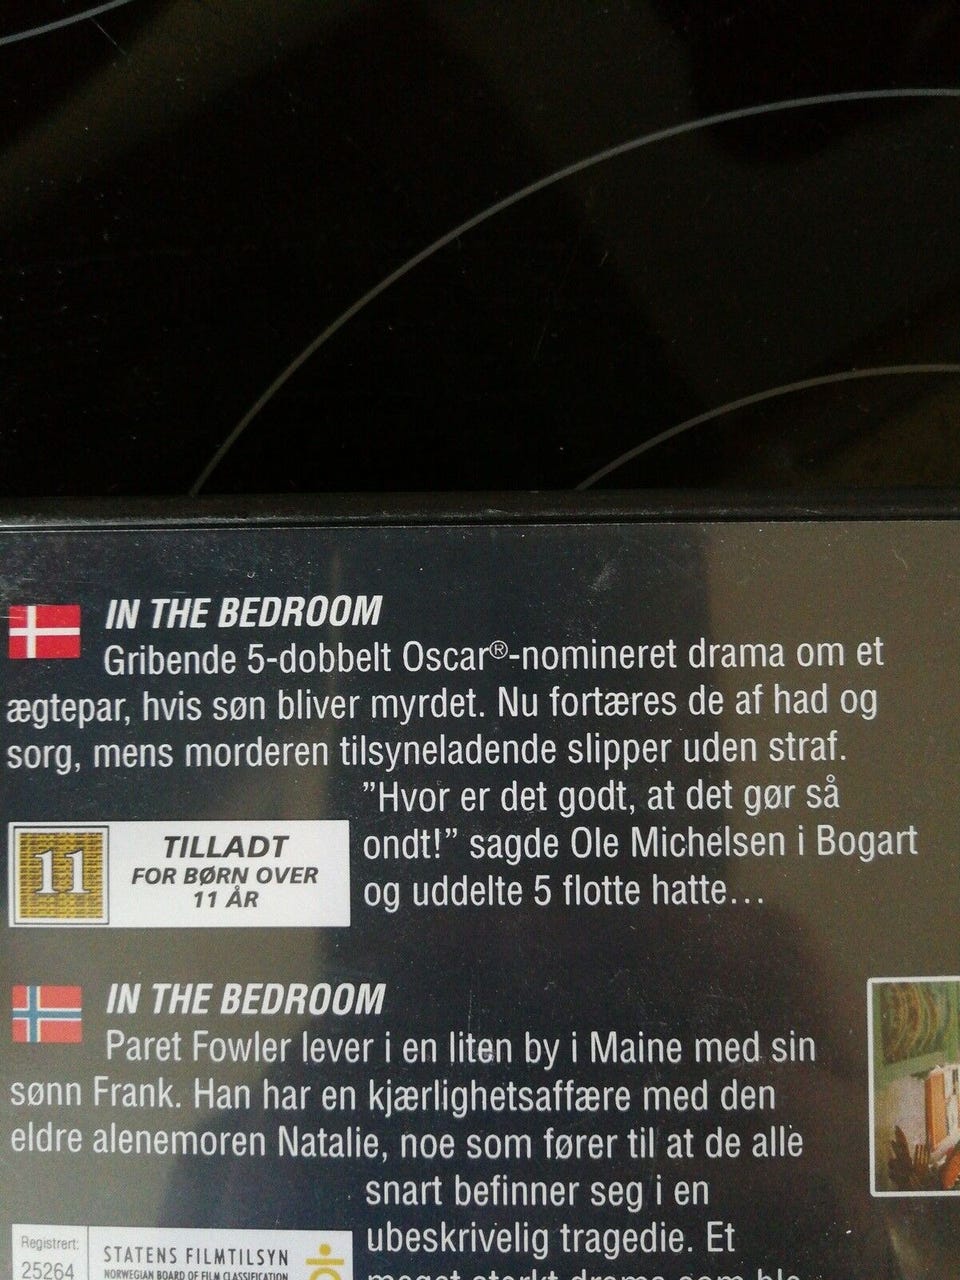 IN THE BEDROOM
Gribende 5-dobbelt Oscar®-nomineret drama om et
ægtepar, hvis søn bliver myrdet. Nu fortæres de af had og
sorg, mens morderen tilsyneladende slipper uden straf.
"Hvor er det godt, at det gør så
ondt!" sagde Ole Michelsen i Bogart
og uddelte 5 flotte hatte...
11
TILLADT
FOR BØRN OVER
11 ÅR
IN THE BEDROOM
Paret Fowler lever i en liten by i Maine med sin
sønn Frank. Han har en kjærlighetsaffære med den
eldre alenemoren Natalie, noe som fører til at de alle
snart befinner seg i en
ubeskrivelig tragedie. Et
meget sterkt drama som ble
Registrert:
25264
STATENS FILMTILSYN
NORWEGIAN BOARD OF FILM CLASSIFICATION